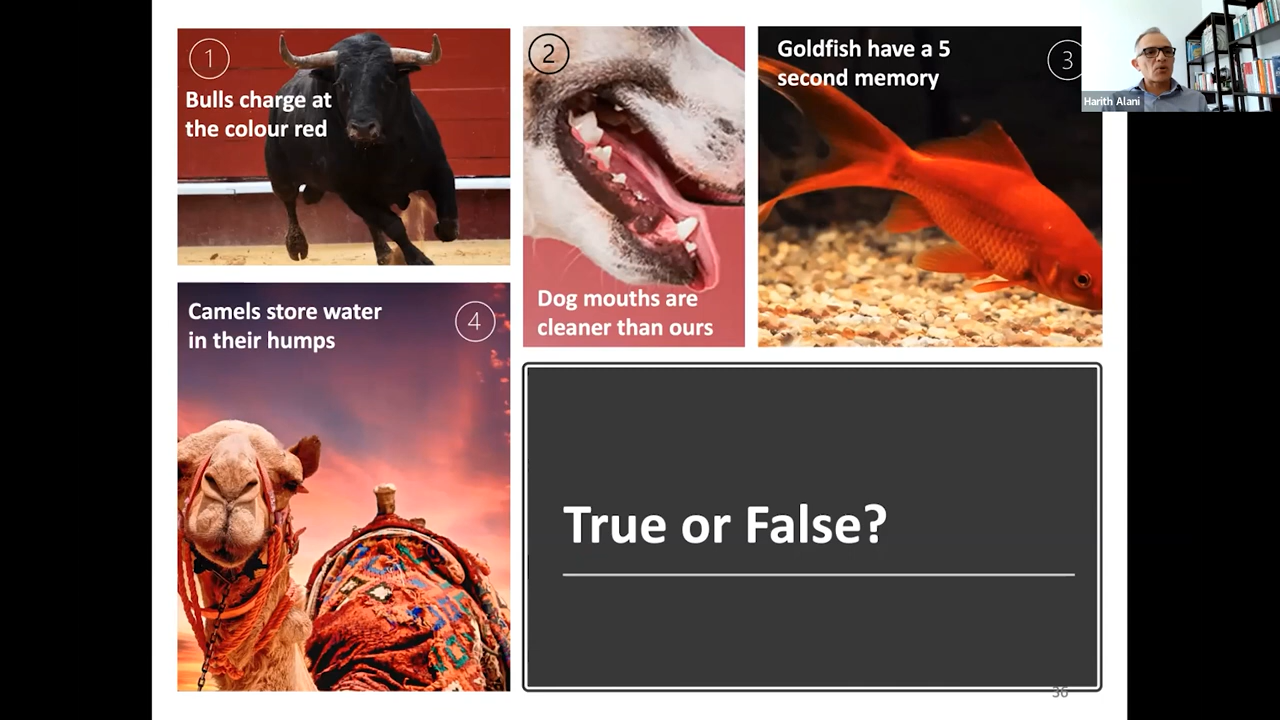 1
Bulls charge at
the colour red
2
Dog mouths are
cleaner than ours
Goldfish have a 5
second memory
3
Harith Alani
Camels store water
in their humps
4
True or False?
36